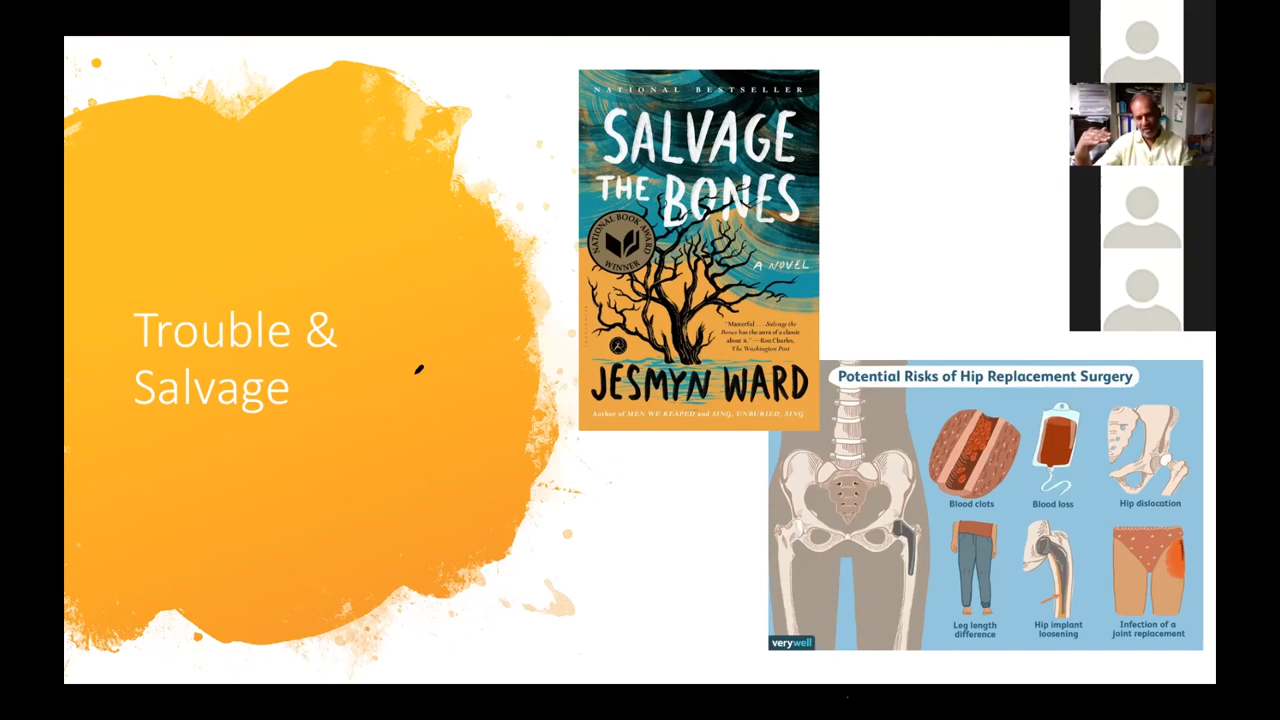 Trouble &
Salvage
NATIONAL BESTSELLER
SALVAGE
THE BONES
NATIONAL BOOK AWARD
WINNER
A NOVEL
"Masterful . . . Salvage the
Bones has the aura of a classic
about it."—Ron Charles,
The Washington Post
JESMYN WARD
Author of MEN WE REAPED and SING, UNBURIED, SING
Potential Risks of Hip Replacement Surgery
Blood clots
Blood loss
Hip dislocation
Leg length
difference
Hip implant
loosening
Infection of a
joint replacement
verywell